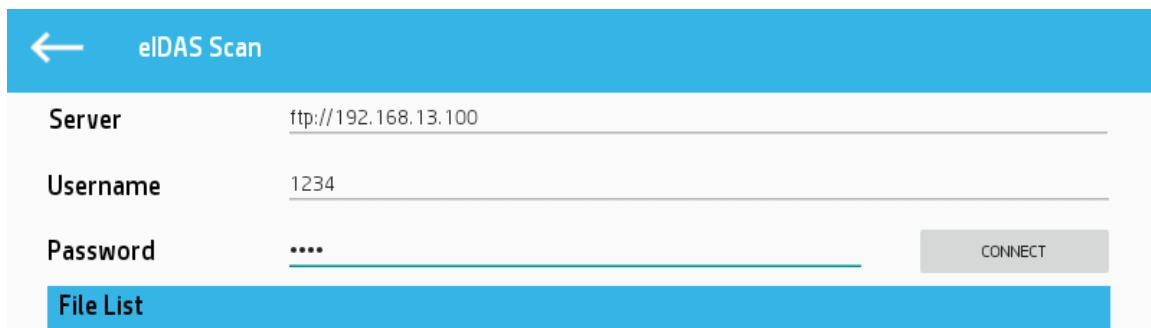 eIDAS Scan
Server ftp://192.168.13.100
Username 1234
Password ••••
CONNECT
File List